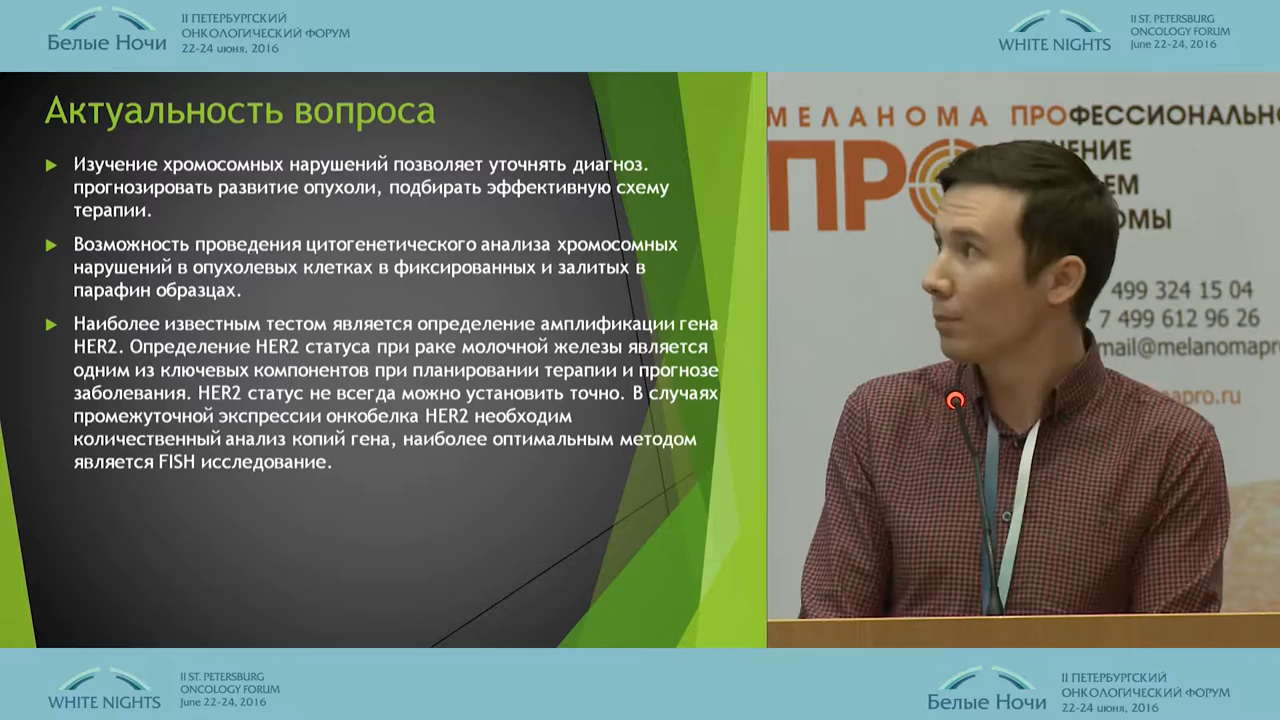 Белые Ночи
II ПЕТЕРБУРГСКИЙ
ОНКОЛОГИЧЕСКИЙ ФОРУМ
22-24 июня, 2016
WHITE NIGHTS
II ST. PETERSBURG
ONCOLOGY FORUM
June 22-24, 2016
Актуальность вопроса
Изучение хромосомных нарушений позволяет уточнять диагноз.
прогнозировать развитие опухоли, подбирать эффективную схему
терапии.
Возможность проведения цитогенетического анализа хромосомных
нарушений в опухолевых клетках в фиксированных и залитых в
парафин образцах.
Наиболее известным тестом является определение амплификации гена
HER2. Определение HER2 статуса при раке молочной железы является
одним из ключевых компонентов при планировании терапии и прогнозе
заболевания. HER2 статус не всегда можно установить точно. В случаях
промежуточной экспрессии онкобелка HER2 необходим
количественный анализ копий гена, наиболее оптимальным методом
является FISH исследование.
МЕЛАНОМА ПРОФЕССИОНАЛЬНО
ПРО
499 324 15 04
7 499 612 96 26
mail@melanomapro
mapro.ru
WHITE NIGHTS
II ST. PETERSBURG
ONCOLOGY FORUM
June 22-24, 2016
Белые Ночи
II ПЕТЕРБУРГСКИЙ
ОНКОЛОГИЧЕСКИЙ ФОРУМ
22-24 июня, 2016